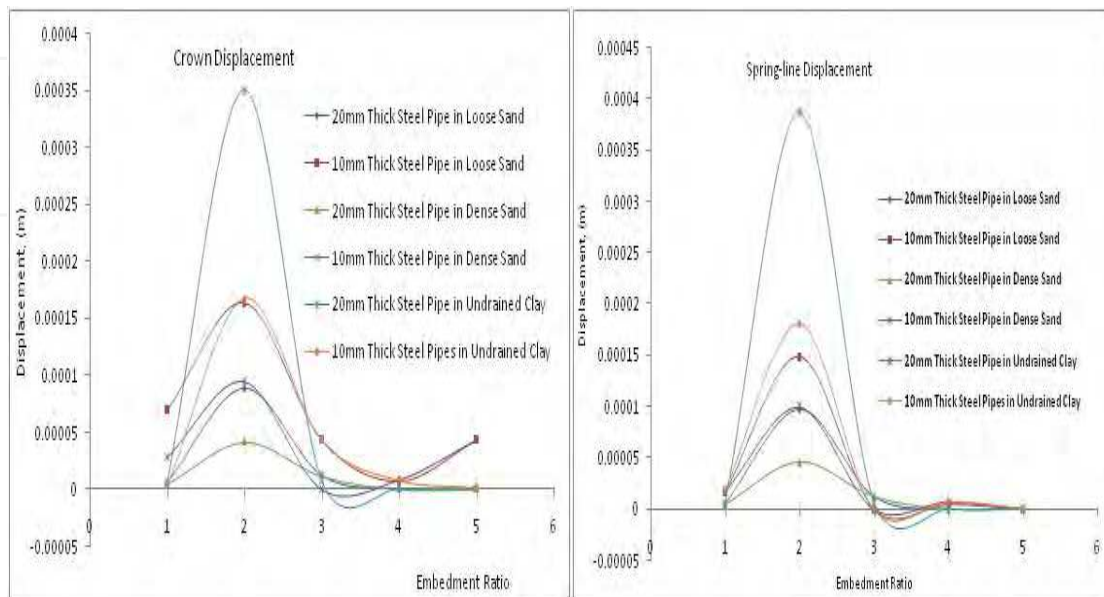 Crown Displacement
0.0004
0.00035
0.0003
0.00025
0.0002
0.00015
0.0001
0.00005
0
-0.00005
Displacement, (m)
20mm Thick Steel Pipe in Loose Sand
10mm Thick Steel Pipe in Loose Sand
20mm Thick Steel Pipe in Dense Sand
10mm Thick Steel Pipe in Dense Sand
20mm Thick Steel Pipe in Undrained Clay
10mm Thick Steel Pipes in Undrained Clay
0 1 2 3 4 5 6
Embedment Ratio
Spring-line Displacement
0.00045
0.0004
0.00035
0.0003
0.00025
0.0002
0.00015
0.0001
0.00005
0
-0.00005
Displacement, (m)
20mm Thick Steel Pipe in Loose Sand
10mm Thick Steel Pipe in Loose Sand
20mm Thick Steel Pipe in Dense Sand
10mm Thick Steel Pipe in Dense Sand
20mm Thick Steel Pipe in Undrained Clay
10mm Thick Steel Pipes in Undrained Clay
0 1 2 3 4 5 6
Embedment Ratio